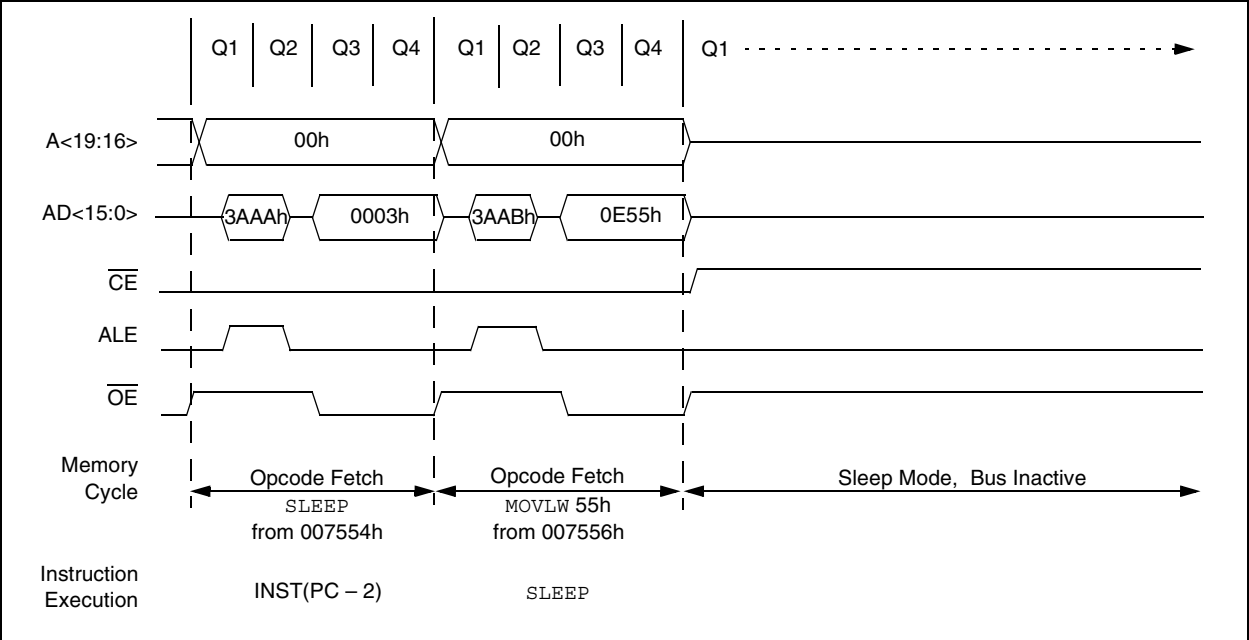 Q1 Q2 Q3 Q4 Q1 Q2 Q3 Q4 Q1
A<19:16> 00h 00h
AD<15:0> 3AAAh 0003h 3AABh 0E55h
CE
ALE
OE
Memory Cycle
Opcode Fetch
SLEEP
from 007554h
Opcode Fetch
MOVLW 55h
from 007556h
Sleep Mode, Bus Inactive
Instruction Execution
INST(PC – 2)
SLEEP